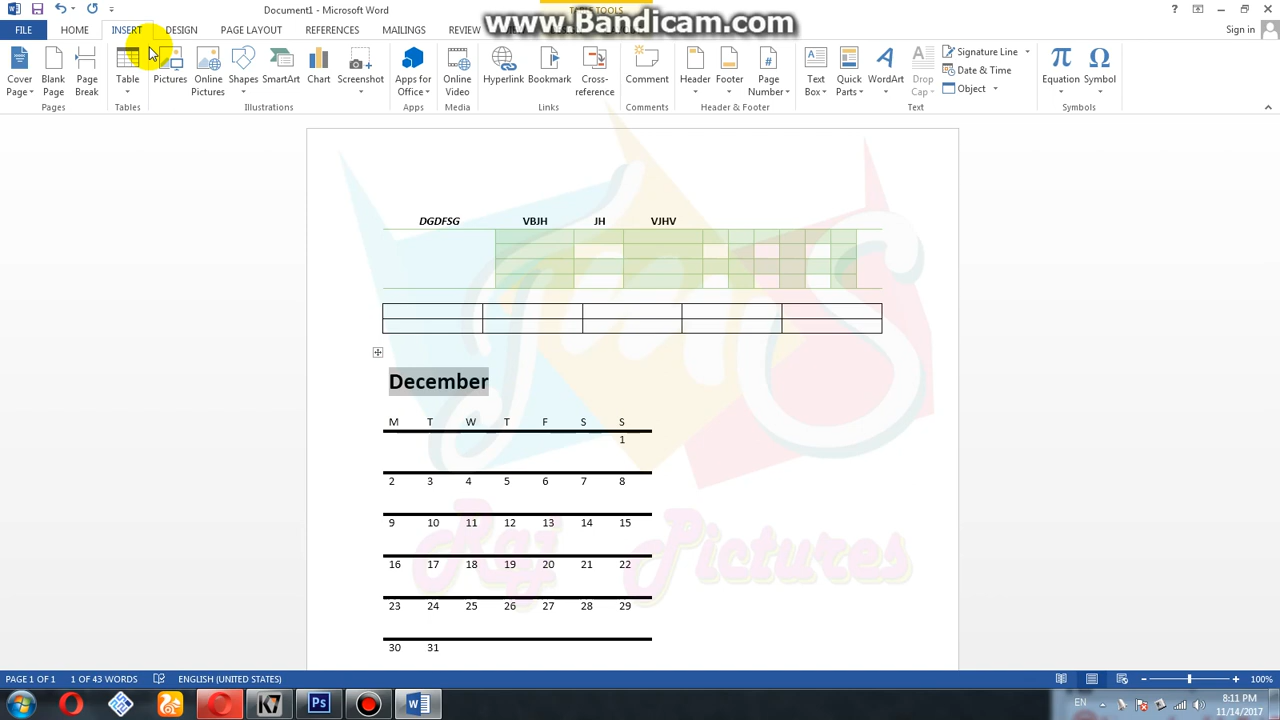 Document1 - Microsoft Word
TABLE TOOLS
www.Bandicam.com
FILE HOME INSERT DESIGN PAGE LAYOUT REFERENCES MAILINGS REVIEW
Sign in
Cover Page
Blank Page
Page Break
Table
Pictures
Online Pictures
Shapes
SmartArt
Chart
Screenshot
Apps for Office
Online Video
Hyperlink
Bookmark
Cross-reference
Comment
Header
Footer
Page Number
Text Box
Quick Parts
WordArt
Drop Cap
Signature Line
Date & Time
Object
Equation
Symbol
Pages Tables Illustrations Apps Media Links Comments Header & Footer Text Symbols
DGDFSG VBJH JH VJHV
December
M T W T F S S
1
2 3 4 5 6 7 8
9 10 11 12 13 14 15
16 17 18 19 20 21 22
23 24 25 26 27 28 29
30 31
Raj Pictures
PAGE 1 OF 1 1 OF 43 WORDS ENGLISH (UNITED STATES) 100%
K7 Ps
EN
8:11 PM
11/14/2017